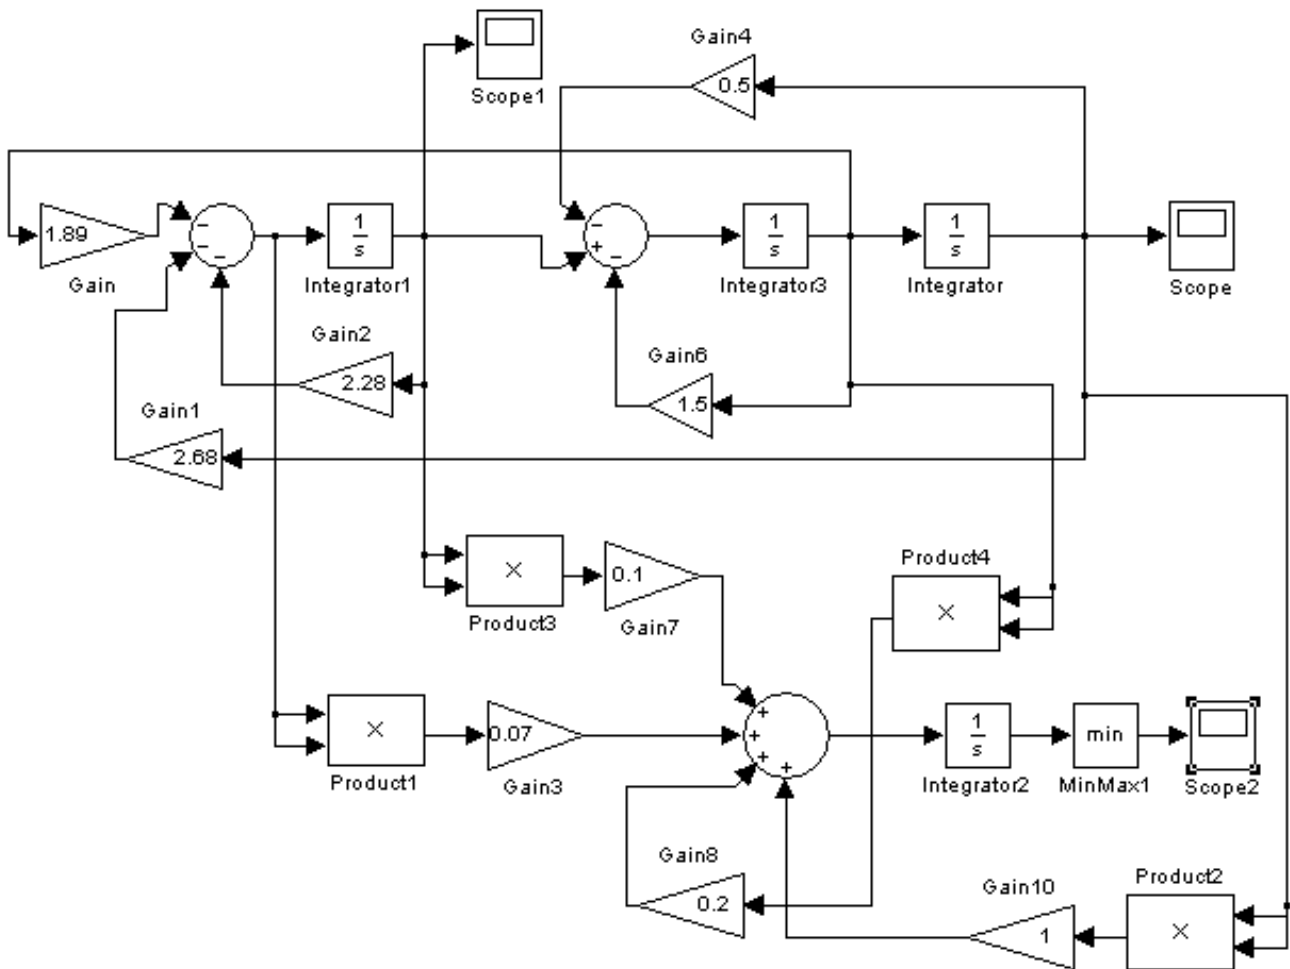 Gain4
0.5
Scope1
1.89
Gain
−
−
−
1
s
Integrator1
−
+
−
1
s
Integrator3
1
s
Integrator
Scope
Gain2
2.28
Gain6
1.5
Gain1
2.68
×
Product3
0.1
Gain7
Product4
×
×
Product1
0.07
Gain3
+
+
+
+
1
s
Integrator2
min
MinMax1
Scope2
Gain8
0.2
Gain10
1
Product2
×